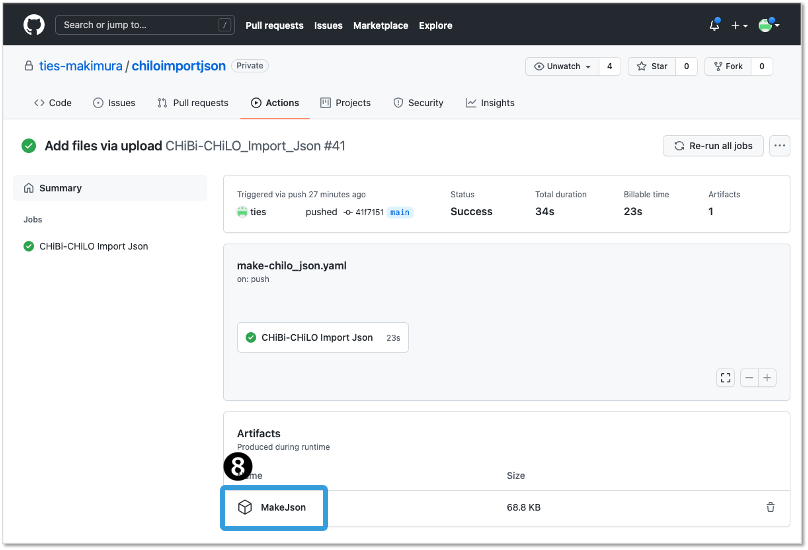 Search or jump to... /
Pull requests Issues Marketplace Explore
ties-makimura / chiloimportjson Private
Unwatch 4 Star 0 Fork 0
Code Issues Pull requests Actions Projects Security Insights
Add files via upload CHiBi-CHiLO_Import_Json #41
Re-run all jobs ...
Summary
Jobs
CHiBi-CHiLO Import Json
Triggered via push 27 minutes ago Status Total duration Billable time Artifacts
ties pushed 41f7151 main Success 34s 23s 1
make-chilo_json.yaml
on: push
CHiBi-CHiLO Import Json 23s
Artifacts
Produced during runtime
8
Size
MakeJson 68.8 KB